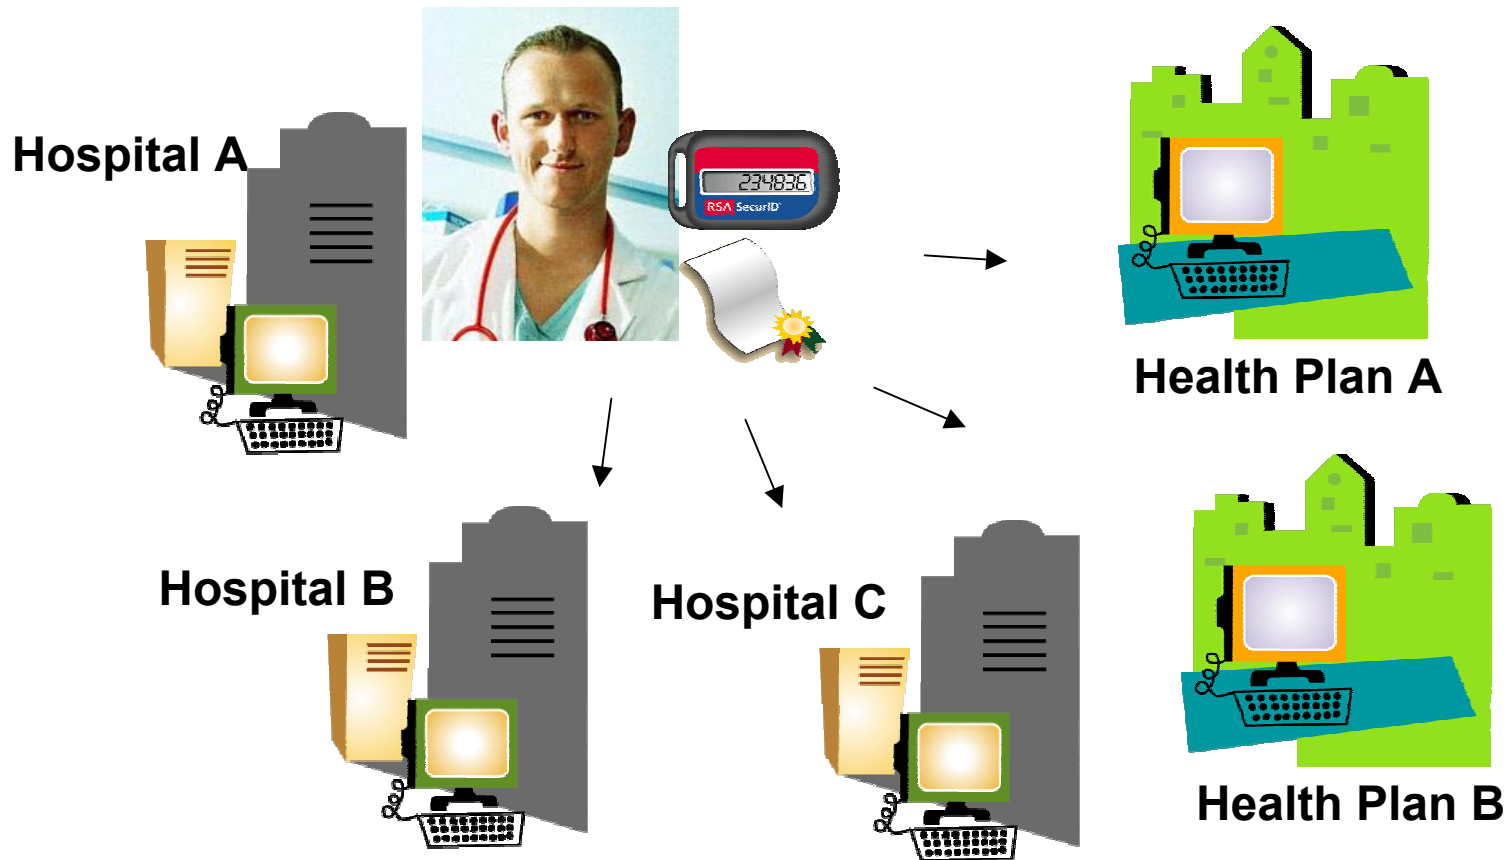 Hospital A
234836
RSA SecurID
Health Plan A
Hospital B
Hospital C
Health Plan B